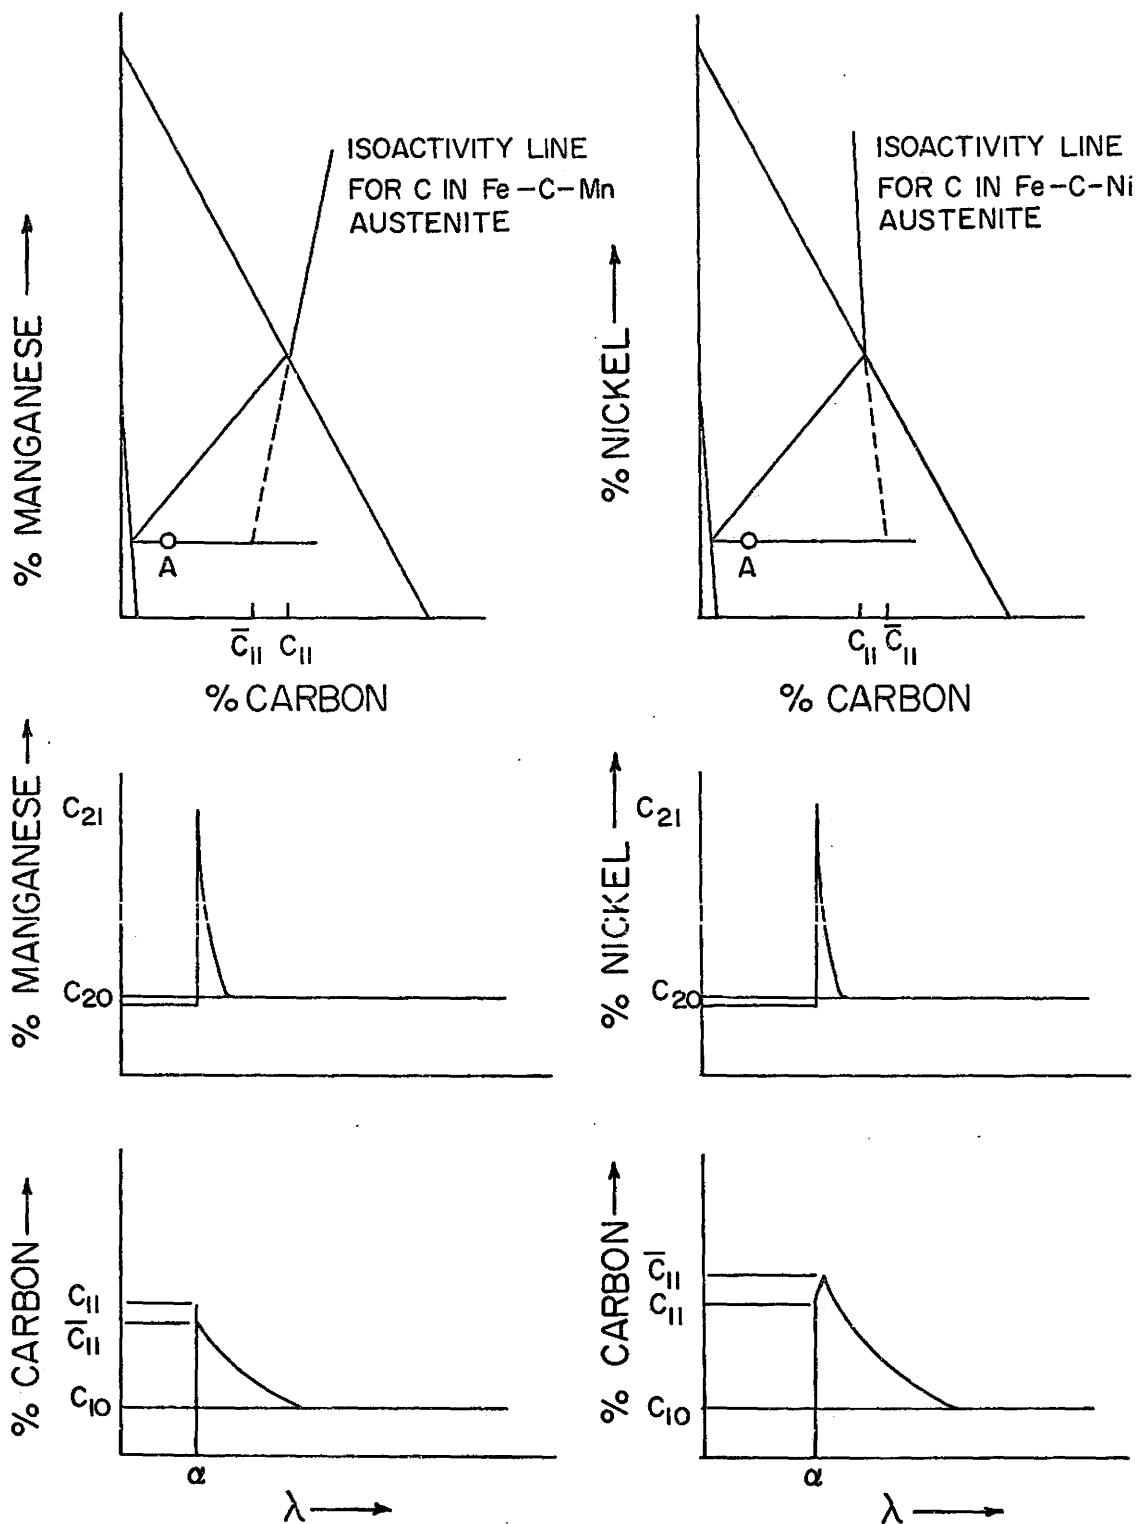 ISOACTIVITY LINE
FOR C IN Fe-C-Mn
AUSTENITE
% MANGANESE
A
C̅11 C11
% CARBON
ISOACTIVITY LINE
FOR C IN Fe-C-Ni
AUSTENITE
% NICKEL
A
C11 C̅11
% CARBON
% MANGANESE
C21
C20
% NICKEL
C21
C20
% CARBON
C11
C̅11
C10
α
λ
% CARBON
C̅11
C11
C10
α
λ